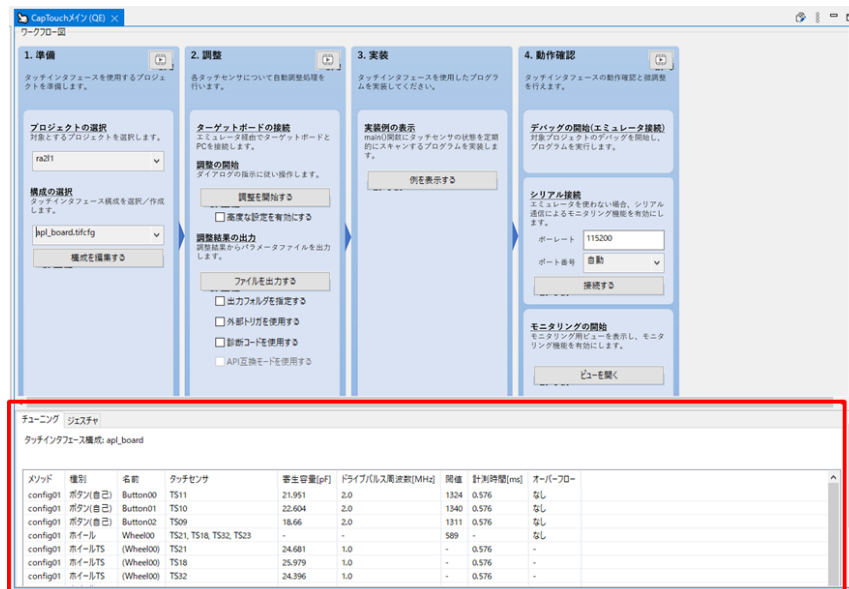 CapTouchメイン (QE)
ワークフロー図
1. 準備
タッチインタフェースを使用するプロジェ
クトを準備します。
プロジェクトの選択
対象とするプロジェクトを選択します。
ra2l1
構成の選択
タッチインタフェース構成を選択／作成
します。
apl_board.tifcfg
構成を編集する
2. 調整
各タッチセンサについて自動調整処理を
行います。
ターゲットボードの接続
エミュレータ経由でターゲットボードと
PCを接続します。
調整の開始
ダイアログの指示に従い操作します。
調整を開始する
高度な設定を有効にする
調整結果の出力
調整結果からパラメータファイルを出力
します。
ファイルを出力する
出力フォルダを指定する
外部トリガを使用する
診断コードを使用する
API互換モードを使用する
3. 実装
タッチインタフェースを使用したプログラ
ムを実装してください。
実装例の表示
main()関数にタッチセンサの状態を定期
的にスキャンするプログラムを実装しま
す。
例を表示する
4. 動作確認
タッチインタフェースの動作確認と微調整
を行えます。
デバッグの開始(エミュレータ接続)
対象プロジェクトのデバッグを開始し、
プログラムを実行します。
シリアル接続
エミュレータを使わない場合、シリアル
通信によるモニタリング機能を有効にし
ます。
ボーレート 115200
ポート番号 自動
接続する
モニタリングの開始
モニタリング用ビューを表示し、モニタ
リング機能を有効にします。
ビューを開く
チューニング ジェスチャ
タッチインタフェース構成: apl_board
メソッド 種別 名前 タッチセンサ 寄生容量[pF] ドライブパルス周波数[MHz] 閾値 計測時間[ms] オーバーフロー
config01 ボタン(自己) Button00 TS11 21.951 2.0 1324 0.576 なし
config01 ボタン(自己) Button01 TS10 22.604 2.0 1340 0.576 なし
config01 ボタン(自己) Button02 TS09 18.66 2.0 1311 0.576 なし
config01 ホイール Wheel00 TS21, TS18, TS32, TS23 - - 589 - なし
config01 ホイールTS (Wheel00) TS21 24.681 1.0 - 0.576 -
config01 ホイールTS (Wheel00) TS18 25.979 1.0 - 0.576 -
config01 ホイールTS (Wheel00) TS32 24.396 1.0 - 0.576 -